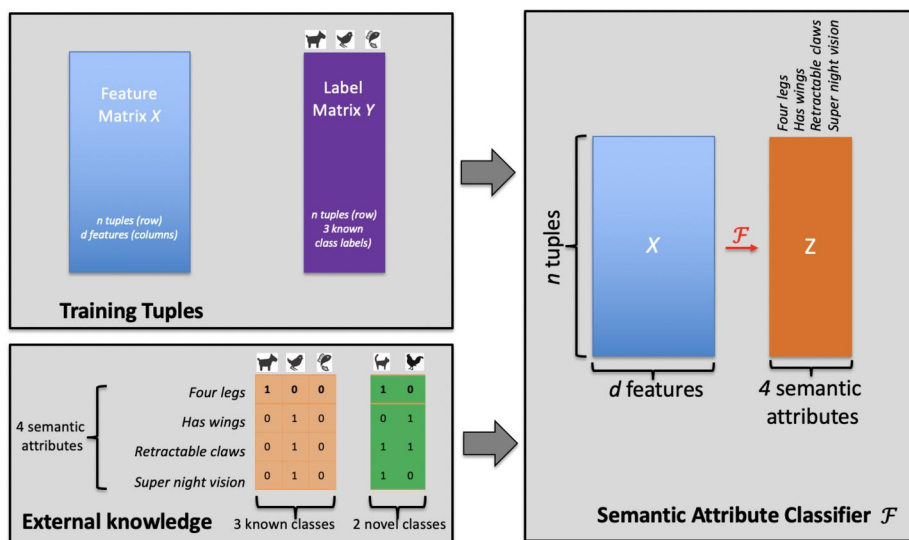 Feature
Matrix X
n tuples (row)
d features (columns)
Label
Matrix Y
n tuples (row)
3 known
class labels)
Training Tuples
4 semantic
attributes
Four legs
1 0 0
1 0
Has wings
0 1 0
0 1
Retractable claws
0 1 0
1 1
Super night vision
0 1 0
1 0
3 known classes
2 novel classes
External knowledge
Four legs
Has wings
Retractable claws
Super night vision
n tuples
X
ℱ
Z
d features
4 semantic
attributes
Semantic Attribute Classifier ℱ